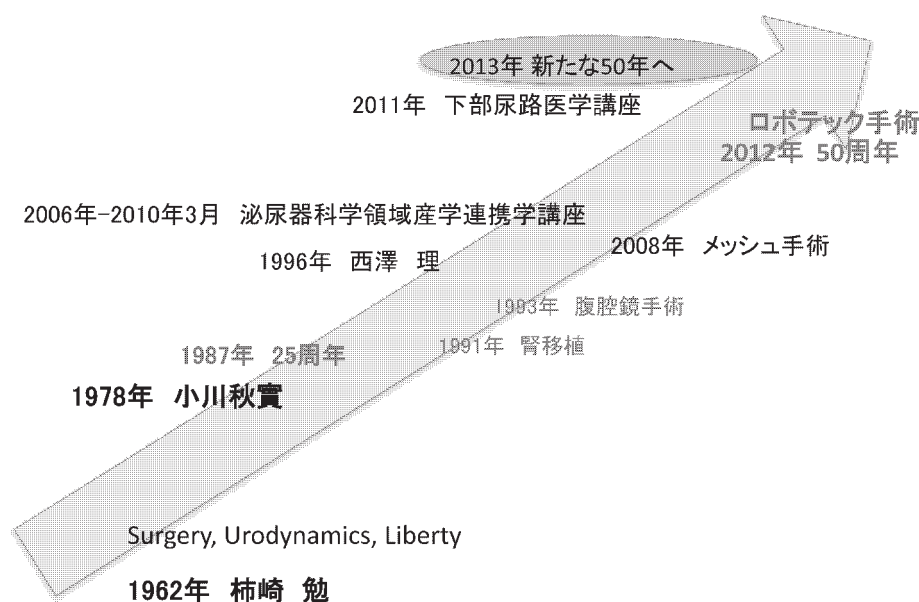 2013年 新たな50年へ
2011年 下部尿路医学講座
ロボテック手術
2012年 50周年
2006年-2010年3月 泌尿器科学領域産学連携学講座
2008年 メッシュ手術
1996年 西澤 理
1993年 腹腔鏡手術
1991年 腎移植
1987年 25周年
1978年 小川秋實
Surgery, Urodynamics, Liberty
1962年 柿崎 勉